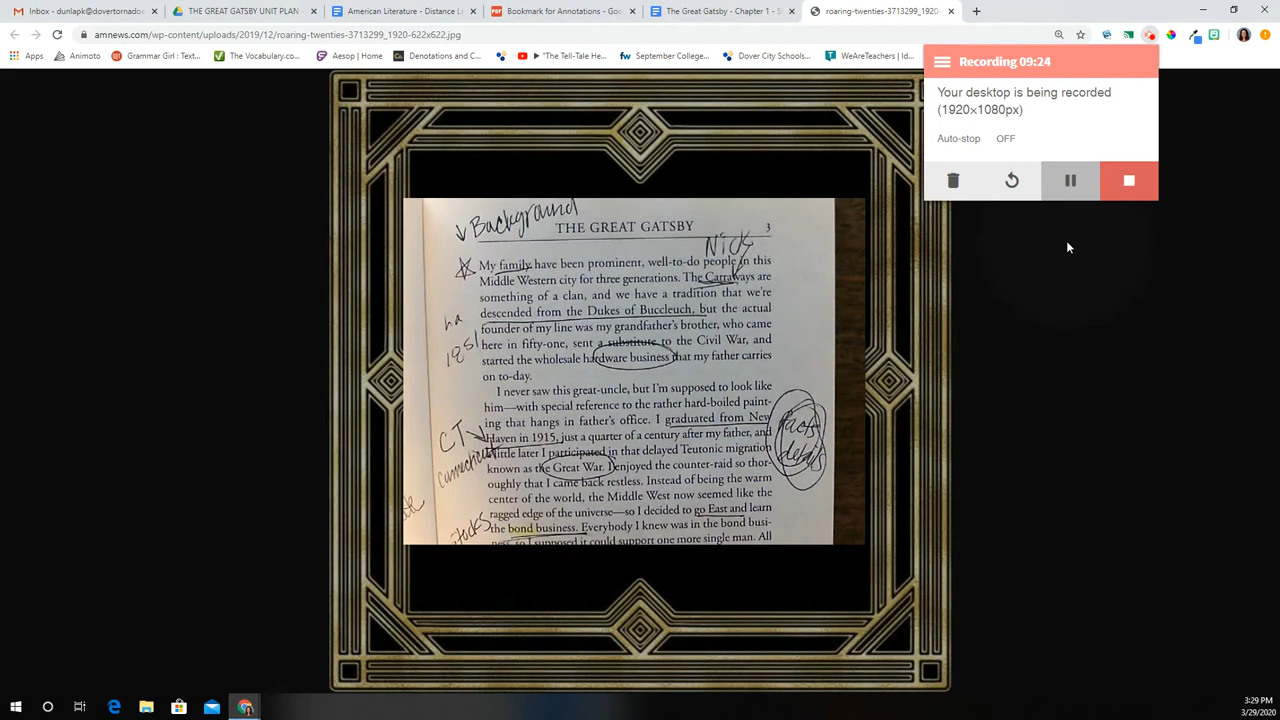 Inbox - dunlapk@dovertornado
THE GREAT GATSBY UNIT PLAN -
American Literature - Distance L
Bookmark for Annotations - Goo
The Great Gatsby - Chapter 1 - S
roaring-twenties-3713299_1920-
amnews.org/wp-content/uploads/2019/12/roaring-twenties-3713299_1920-622x622.jpg
Apps
Animoto
Grammar Girl : Text...
The Vocabulary.co...
Aesop | Home
Denotations and C...
School
► "The Tell-Tale He...
September College...
Dover City Schools...
WeAreTeachers | Id...
Recording 09:24
Your desktop is being recorded
(1920×1080px)
Auto-stop OFF
Background
THE GREAT GATSBY 3
Nick
My family have been prominent, well-to-do people in this
Middle Western city for three generations. The Carraways are
something of a clan, and we have a tradition that we're
descended from the Dukes of Buccleuch, but the actual
founder of my line was my grandfather's brother, who came
here in fifty-one, sent a substitute to the Civil War, and
started the wholesale hardware business that my father carries
on to-day.
ha
1851
I never saw this great-uncle, but I'm supposed to look like
him—with special reference to the rather hard-boiled paint-
ing that hangs in father's office. I graduated from New
Haven in 1915, just a quarter of a century after my father, and
a little later I participated in that delayed Teutonic migration
known as the Great War. I enjoyed the counter-raid so thor-
oughly that I came back restless. Instead of being the warm
center of the world, the Middle West now seemed like the
ragged edge of the universe—so I decided to go East and learn
the bond business. Everybody I knew was in the bond busi-
ness, so I supposed it could support one more single man. All
CT
Connecticut
facts
details
stocks
3:29 PM
3/29/2020